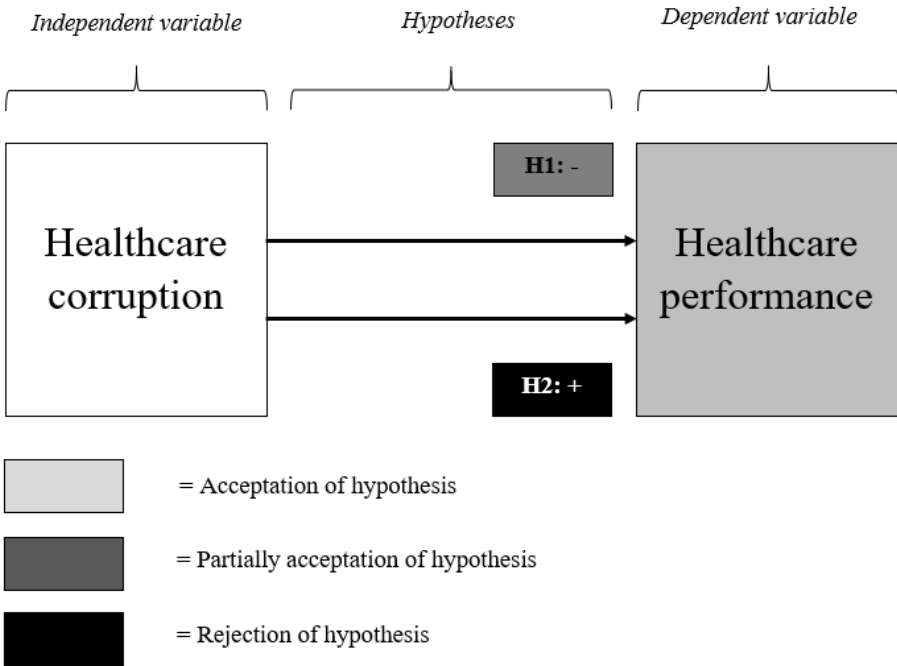 Independent variable
Hypotheses
Dependent variable
H1: -
Healthcare
corruption
Healthcare
performance
H2: +
= Acceptation of hypothesis
= Partially acceptation of hypothesis
= Rejection of hypothesis